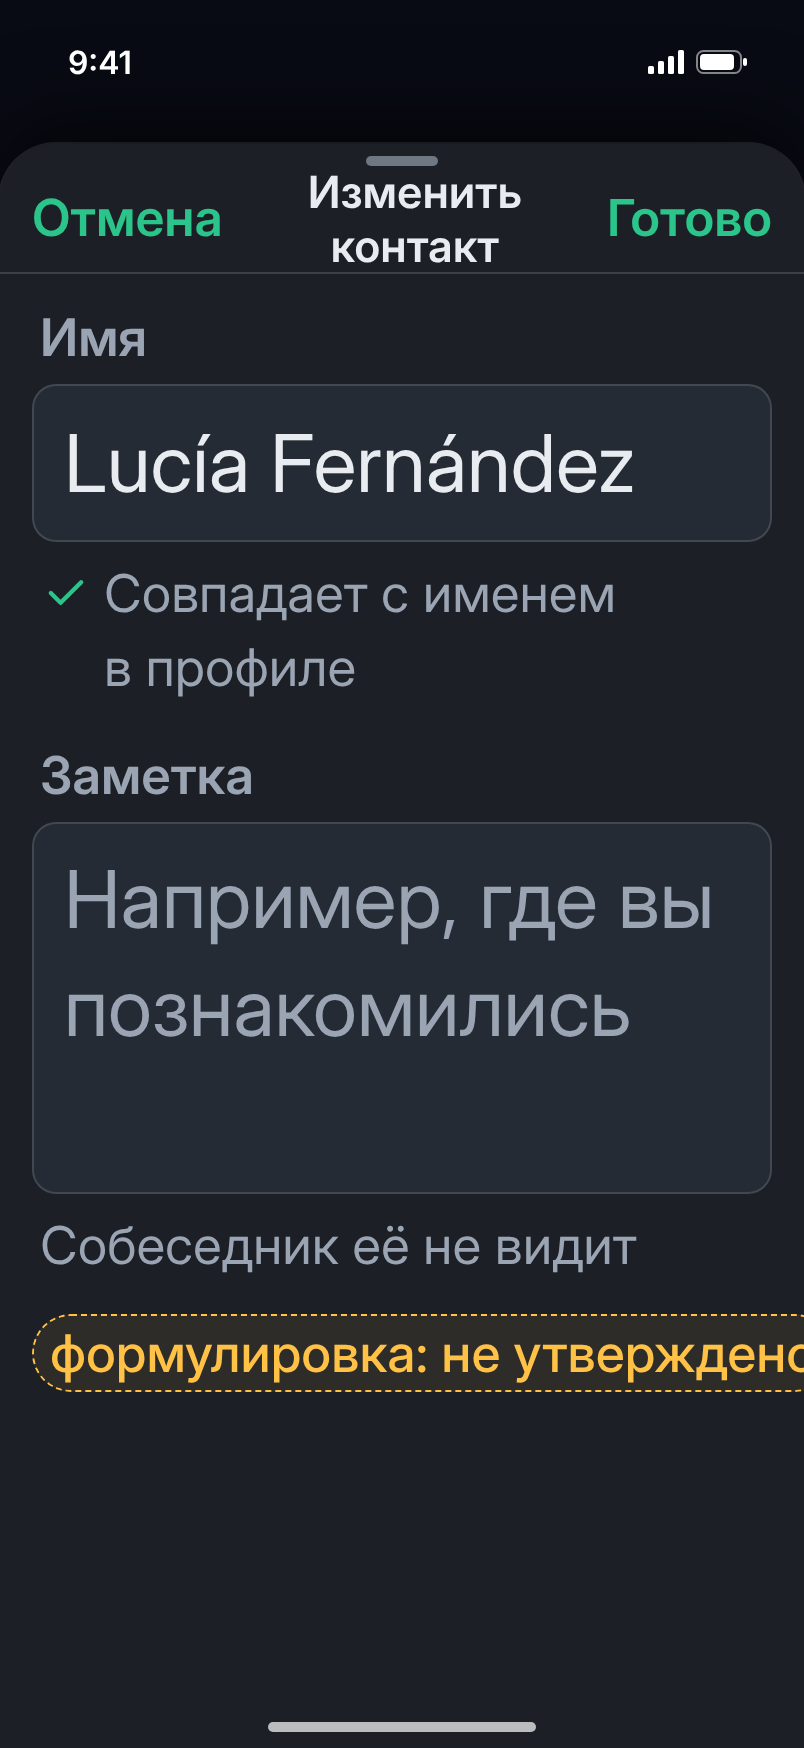 9:41
Отмена
Изменить
контакт
Готово
Имя
Lucía Fernández
Совпадает с именем
в профиле
Заметка
Например, где вы
познакомились
Собеседник её не видит
формулировка: не утверждено